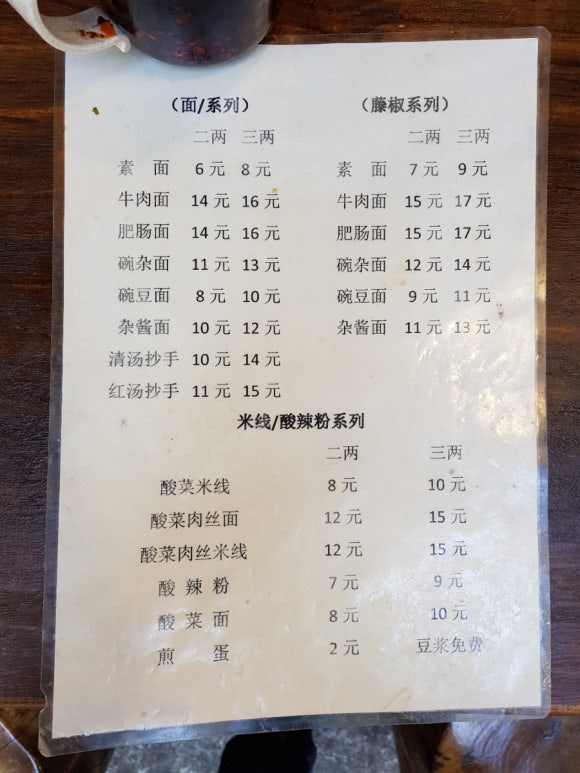 （面/系列）
二两 三两
素 面 6元 8元
牛肉面 14元 16元
肥肠面 14元 16元
碗杂面 11元 13元
碗豆面 8元 10元
杂酱面 10元 12元
清汤抄手 10元 14元
红汤抄手 11元 15元
（藤椒系列）
二两 三两
素 面 7元 9元
牛肉面 15元 17元
肥肠面 15元 17元
碗杂面 12元 14元
碗豆面 9元 11元
杂酱面 11元 13元
米线/酸辣粉系列
二两 三两
酸菜米线 8元 10元
酸菜肉丝面 12元 15元
酸菜肉丝米线 12元 15元
酸 辣 粉 7元 9元
酸 菜 面 8元 10元
煎 蛋 2元 豆浆免费